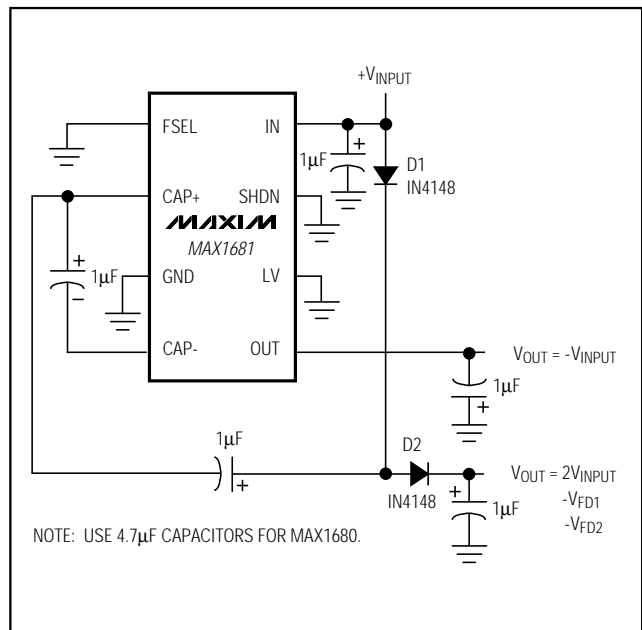 +VINPUT
FSEL IN
1µF +
D1
IN4148
CAP+ SHDN
MAXIM
MAX1681
+
1µF
−
GND LV
CAP- OUT
VOUT = -VINPUT
1µF
+
1µF
+
D2
IN4148
VOUT = 2VINPUT
-VFD1
-VFD2
+
1µF
NOTE: USE 4.7µF CAPACITORS FOR MAX1680.